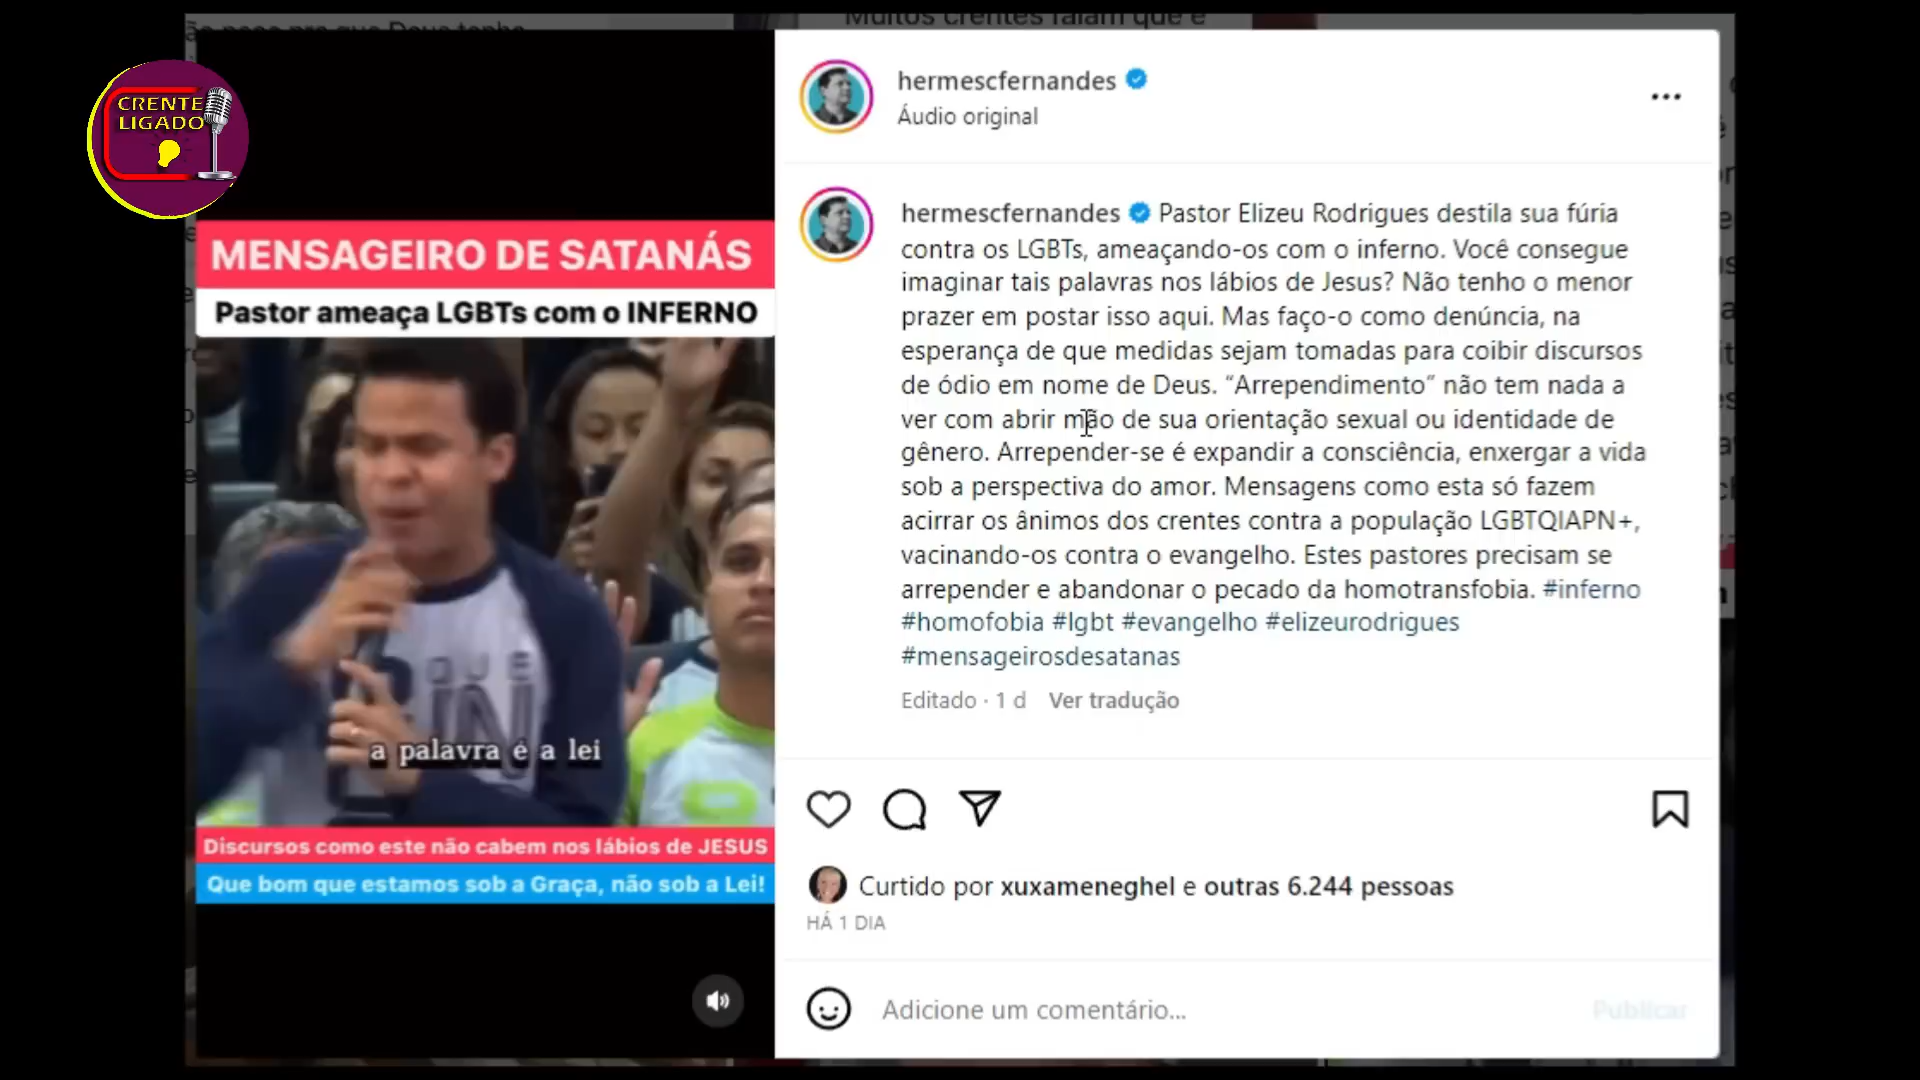 Muitos crentes falam que é
CRENTE
LIGADO
MENSAGEIRO DE SATANÁS
Pastor ameaça LGBTs com o INFERNO
a palavra é a lei
Discursos como este não cabem nos lábios de JESUS
Que bom que estamos sob a Graça, não sob a Lei!
hermescfernandes
Áudio original
hermescfernandes Pastor Elizeu Rodrigues destila sua fúria
contra os LGBTs, ameaçando-os com o inferno. Você consegue
imaginar tais palavras nos lábios de Jesus? Não tenho o menor
prazer em postar isso aqui. Mas faço-o como denúncia, na
esperança de que medidas sejam tomadas para coibir discursos
de ódio em nome de Deus. “Arrependimento” não tem nada a
ver com abrir mão de sua orientação sexual ou identidade de
gênero. Arrepender-se é expandir a consciência, enxergar a vida
sob a perspectiva do amor. Mensagens como esta só fazem
acirrar os ânimos dos crentes contra a população LGBTQIAPN+,
vacinando-os contra o evangelho. Estes pastores precisam se
arrepender e abandonar o pecado da homotransfobia. #inferno
#homofobia #lgbt #evangelho #elizeurodrigues
#mensageirosdesatanas
Editado · 1 d Ver tradução
Curtido por xuxameneghel e outras 6.244 pessoas
HÁ 1 DIA
Adicione um comentário...
Publicar